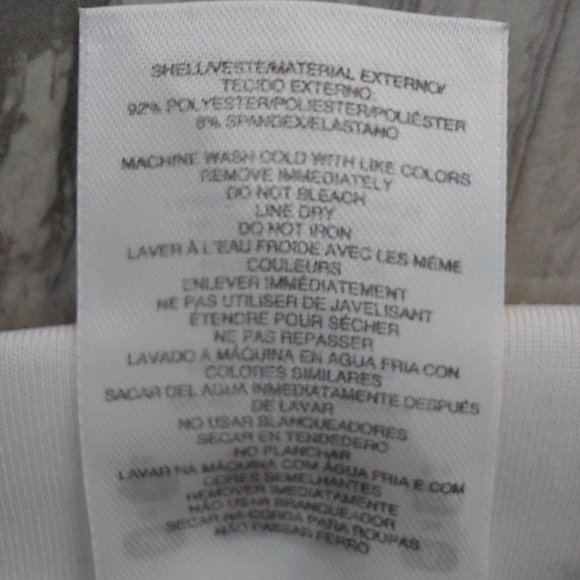 SHELL/VESTE/MATERIAL EXTERNO/
TECIDO EXTERNO:
92% POLYESTER/POLIESTER/POLIÉSTER
8% SPANDEX/ELASTANO
MACHINE WASH COLD WITH LIKE COLORS
REMOVE IMMEDIATELY
DO NOT BLEACH
LINE DRY
DO NOT IRON
LAVER À L'EAU FROIDE AVEC LES MÊME
COULEURS
ENLEVER IMMÉDIATEMENT
NE PAS UTILISER DE JAVELISANT
ÉTENDRE POUR SÉCHER
NE PAS REPASSER
LAVADO A MÁQUINA EN AGUA FRIA CON
COLORES SIMILARES
SACAR DEL AGUA INMEDIATAMENTE DESPUÉS
DE LAVAR
NO USAR BLANQUEADORES
SECAR EN TENDEDERO
NO PLANCHAR
LAVAR NA MÁQUINA COM ÁGUA FRIA E COM
CORES SEMELHANTES
REMOVER IMEDIATAMENTE
NÃO USAR BRANQUEADOR
SECAR NA CORDA PARA ROUPAS
NÃO PASSAR FERRO